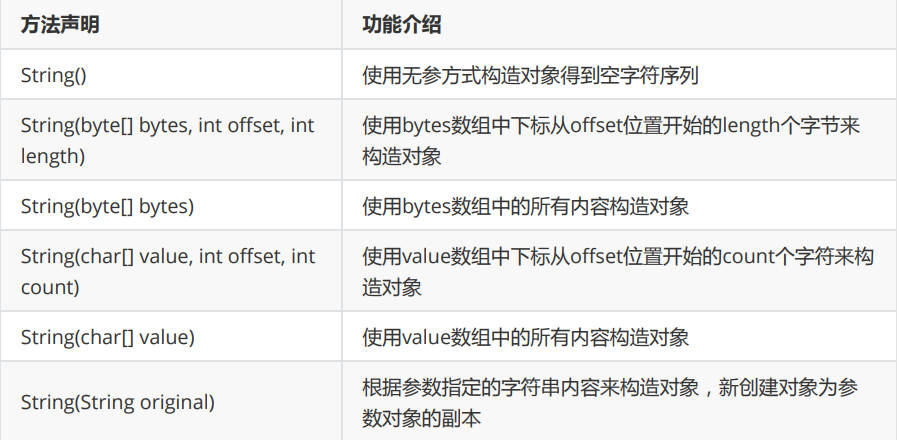 方法声明 功能介绍
String() 使用无参方式构造对象得到空字符序列
String(byte[] bytes, int offset, int
length)
使用bytes数组中下标从offset位置开始的length个字节来
构造对象
String(byte[] bytes) 使用bytes数组中的所有内容构造对象
String(char[] value, int offset, int
count)
使用value数组中下标从offset位置开始的count个字符来构
造对象
String(char[] value) 使用value数组中的所有内容构造对象
String(String original)
根据参数指定的字符串内容来构造对象，新创建对象为参
数对象的副本